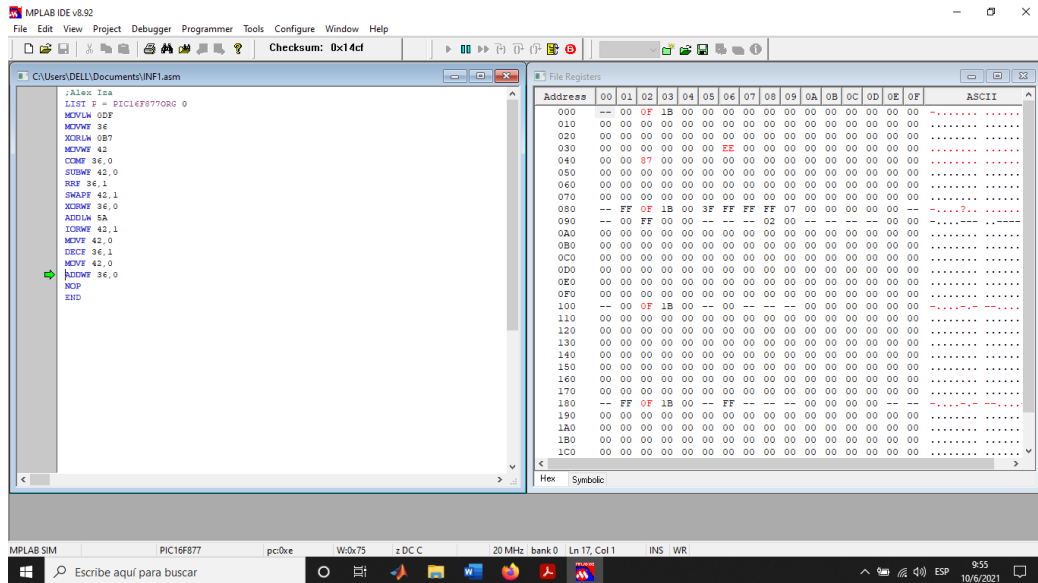 MPLAB IDE v8.92
File Edit View Project Debugger Programmer Tools Configure Window Help
Checksum: 0x14cf
C:\Users\DELL\Documents\INF1.asm
;Alex Iza
LIST P = PIC16F877ORG 0
MOVLW 0DF
MOVWF 36
XORLW 0B7
MOVWF 42
COMF 36,0
SUBWF 42,0
RRF 36,1
SWAPF 42,1
XORWF 36,0
ADDLW 5A
IORWF 42,1
MOVF 42,0
DECF 36,1
MOVF 42,0
ADDWF 36,0
NOP
END
File Registers
Address 00 01 02 03 04 05 06 07 08 09 0A 0B 0C 0D 0E 0F ASCII
000 -- 00 0F 1B 00 00 00 00 00 00 00 00 00 00 00 00 -....... ......
010 00 00 00 00 00 00 00 00 00 00 00 00 00 00 00 00 ........ ......
020 00 00 00 00 00 00 00 00 00 00 00 00 00 00 00 00 ........ ......
030 00 00 00 00 00 00 EE 00 00 00 00 00 00 00 00 00 ........ ......
040 00 00 87 00 00 00 00 00 00 00 00 00 00 00 00 00 ........ ......
050 00 00 00 00 00 00 00 00 00 00 00 00 00 00 00 00 ........ ......
060 00 00 00 00 00 00 00 00 00 00 00 00 00 00 00 00 ........ ......
070 00 00 00 00 00 00 00 00 00 00 00 00 00 00 00 00 ........ ......
080 -- FF 0F 1B 00 3F FF FF FF 07 00 00 00 00 00 -- -....?.. ......
090 -- 00 FF 00 00 -- -- -- -- 02 00 -- -- -- 00 00 -....--- ..----
0A0 00 00 00 00 00 00 00 00 00 00 00 00 00 00 00 00 ........ ......
0B0 00 00 00 00 00 00 00 00 00 00 00 00 00 00 00 00 ........ ......
0C0 00 00 00 00 00 00 00 00 00 00 00 00 00 00 00 00 ........ ......
0D0 00 00 00 00 00 00 00 00 00 00 00 00 00 00 00 00 ........ ......
0E0 00 00 00 00 00 00 00 00 00 00 00 00 00 00 00 00 ........ ......
0F0 00 00 00 00 00 00 00 00 00 00 00 00 00 00 00 00 ........ ......
100 -- 00 0F 1B 00 -- 00 -- -- -- 00 00 00 00 00 00 -....-.- --....
110 00 00 00 00 00 00 00 00 00 00 00 00 00 00 00 00 ........ ......
120 00 00 00 00 00 00 00 00 00 00 00 00 00 00 00 00 ........ ......
130 00 00 00 00 00 00 00 00 00 00 00 00 00 00 00 00 ........ ......
140 00 00 00 00 00 00 00 00 00 00 00 00 00 00 00 00 ........ ......
150 00 00 00 00 00 00 00 00 00 00 00 00 00 00 00 00 ........ ......
160 00 00 00 00 00 00 00 00 00 00 00 00 00 00 00 00 ........ ......
170 00 00 00 00 00 00 00 00 00 00 00 00 00 00 00 00 ........ ......
180 -- FF 0F 1B 00 -- FF -- -- -- 00 00 00 00 -- -- -....-.- --....
190 00 00 00 00 00 00 00 00 00 00 00 00 00 00 00 00 ........ ......
1A0 00 00 00 00 00 00 00 00 00 00 00 00 00 00 00 00 ........ ......
1B0 00 00 00 00 00 00 00 00 00 00 00 00 00 00 00 00 ........ ......
1C0 00 00 00 00 00 00 00 00 00 00 00 00 00 00 00 00 ........ ......
Hex Symbolic
MPLAB SIM PIC16F877 pc:0xe W:0x75 z DC C 20 MHz bank 0 Ln 17, Col 1 INS WR
Escribe aquí para buscar
ESP
9:55
10/6/2021